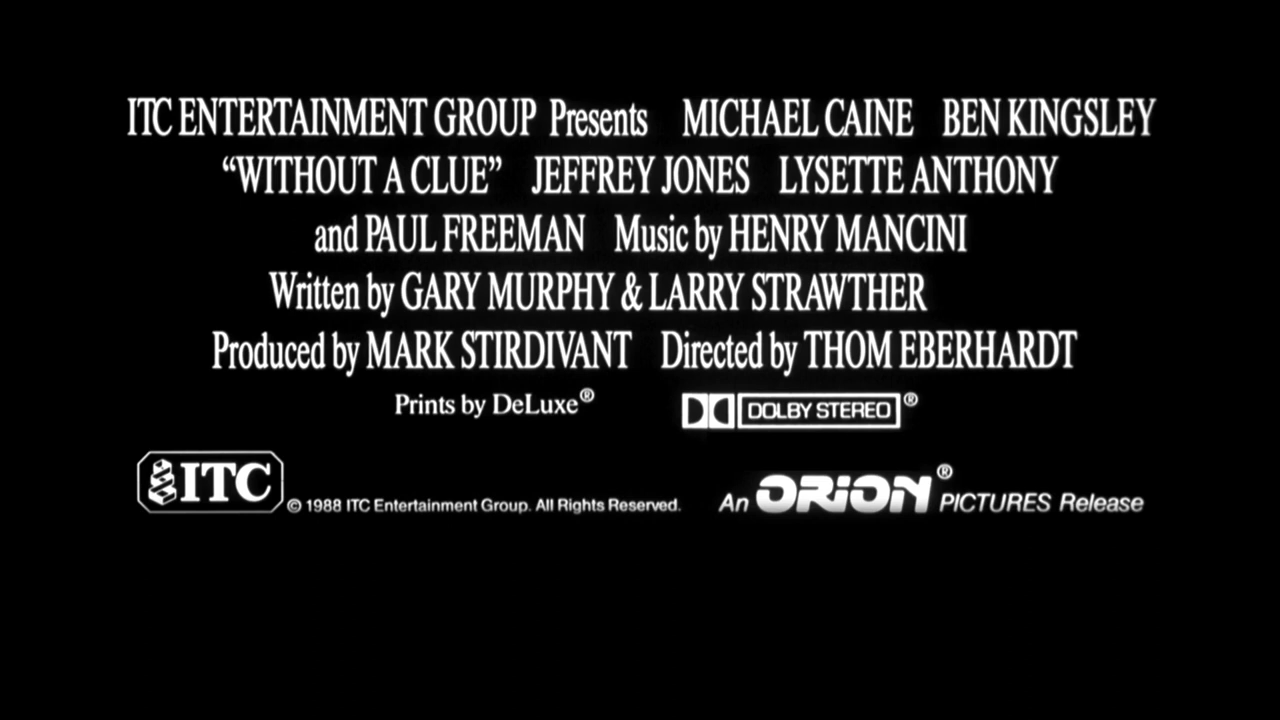 ITC ENTERTAINMENT GROUP Presents MICHAEL CAINE BEN KINGSLEY
“WITHOUT A CLUE” JEFFREY JONES LYSETTE ANTHONY
and PAUL FREEMAN Music by HENRY MANCINI
Written by GARY MURPHY & LARRY STRAWTHER
Produced by MARK STIRDIVANT Directed by THOM EBERHARDT
Prints by DeLuxe® DOLBY STEREO ®
ITC © 1988 ITC Entertainment Group. All Rights Reserved. An ORION® PICTURES Release